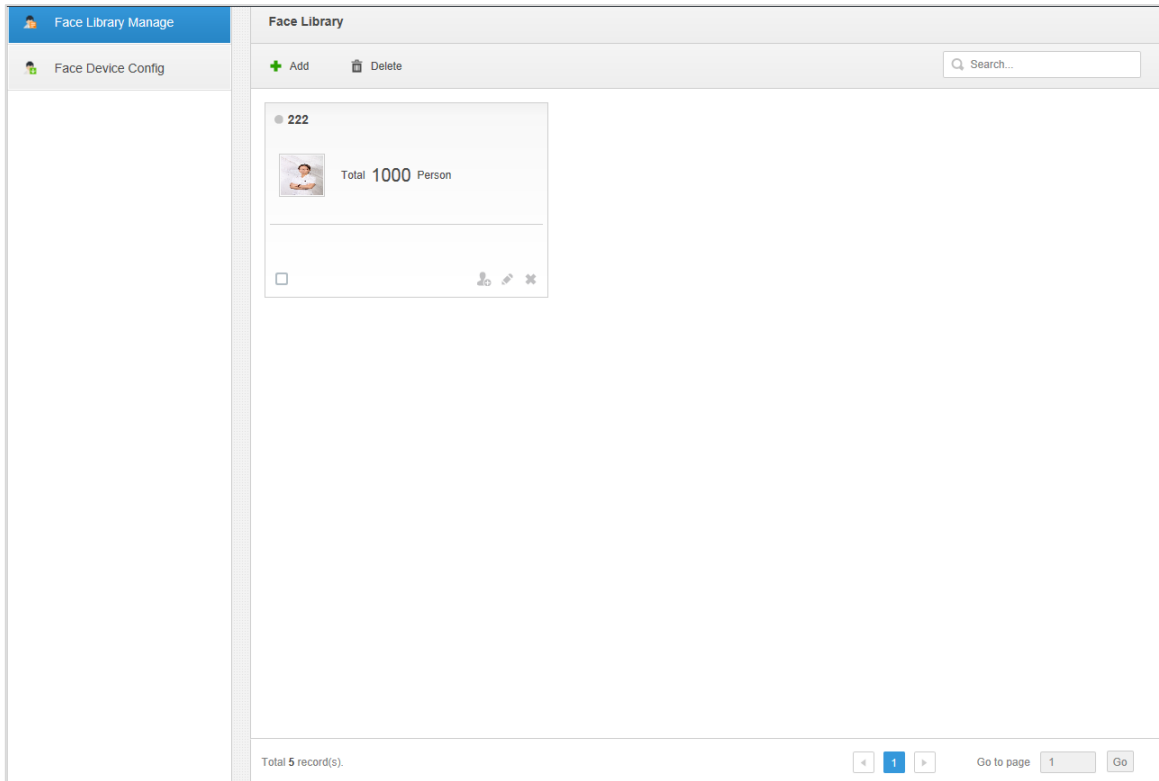 Face Library Manage
Face Device Config
Face Library
Add Delete Search...
222
Total 1000 Person
Total 5 record(s). 1 Go to page 1 Go